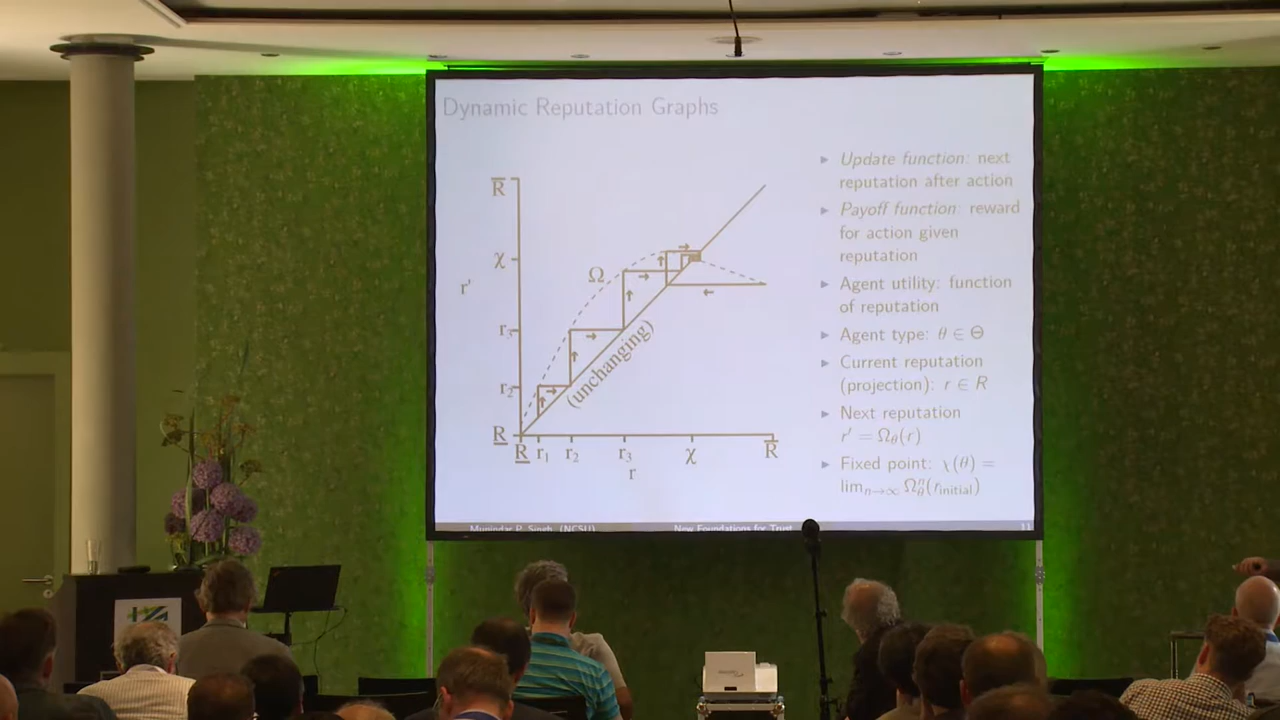 Dynamic Reputation Graphs
R̅
χ
r'
r₃
r₂
R̲
Ω
(unchanging)
R̲ r₁ r₂ r₃ χ R̅
r
▶ Update function: next
reputation after action
▶ Payoff function: reward
for action given
reputation
▶ Agent utility: function
of reputation
▶ Agent type: θ ∈ Θ
▶ Current reputation
(projection): r ∈ R
▶ Next reputation
r′ = Ω_θ(r)
▶ Fixed point: χ(θ) =
lim_{n→∞} Ω_θ^n(r_initial)
Munindar P. Singh (NCSU) New Foundations for Trust 11